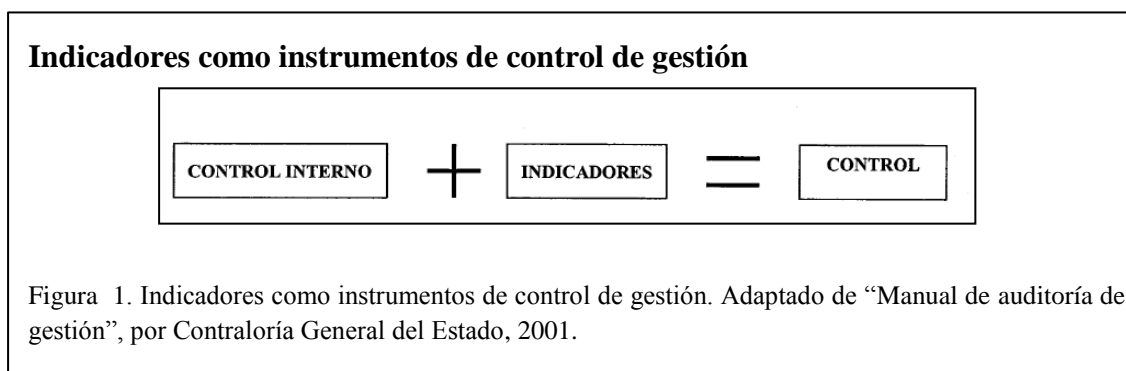 Indicadores como instrumentos de control de gestión
CONTROL INTERNO + INDICADORES = CONTROL
Figura 1. Indicadores como instrumentos de control de gestión. Adaptado de “Manual de auditoría de
gestión”, por Contraloría General del Estado, 2001.